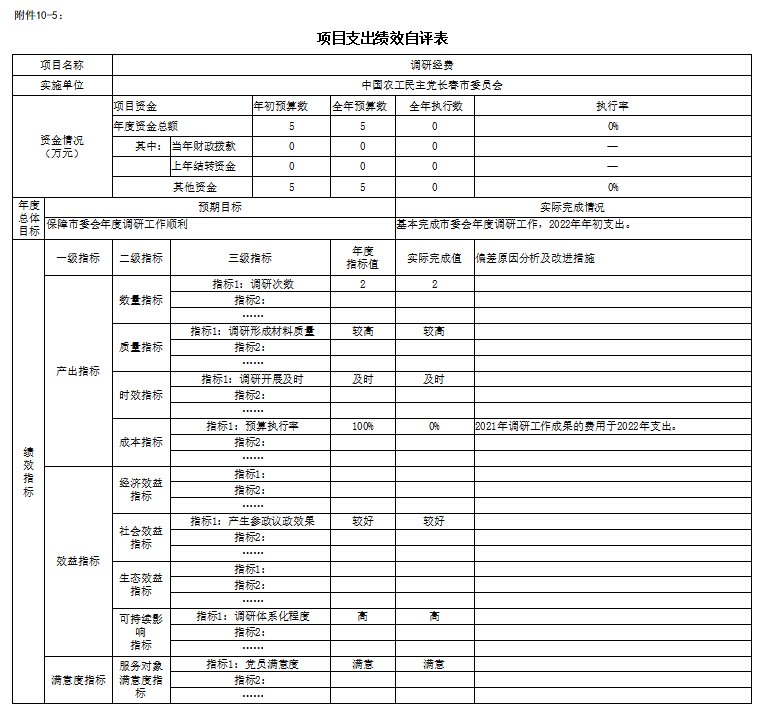 附件10-5：
项目支出绩效自评表
项目名称 调研经费
实施单位 中国农工民主党长春市委员会
资金情况
（万元）
项目资金 年初预算数 全年预算数 全年执行数 执行率
年度资金总额 5 5 0 0%
其中：当年财政拨款 0 0 0 —
上年结转资金 0 0 0 —
其他资金 5 5 0 0%
年度
总体
目标
预期目标 实际完成情况
保障市委会年度调研工作顺利 基本完成市委会年度调研工作，2022年年初支出。
绩
效
指
标
一级指标 二级指标 三级指标 年度
指标值 实际完成值 偏差原因分析及改进措施
产出指标
数量指标
指标1：调研次数 2 2
指标2：
……
质量指标
指标1：调研形成材料质量 较高 较高
指标2：
……
时效指标
指标1：调研开展及时 及时 及时
指标2：
……
成本指标
指标1：预算执行率 100% 0% 2021年调研工作成果的费用于2022年支出。
指标2：
……
效益指标
经济效益
指标
指标1：
指标2：
……
社会效益
指标
指标1：产生参政议政效果 较好 较好
指标2：
……
生态效益
指标
指标1：
指标2：
……
可持续影
响
指标
指标1：调研体系化程度 高 高
指标2：
……
满意度指标
服务对象
满意度指
标
指标1：党员满意度 满意 满意
指标2：
……